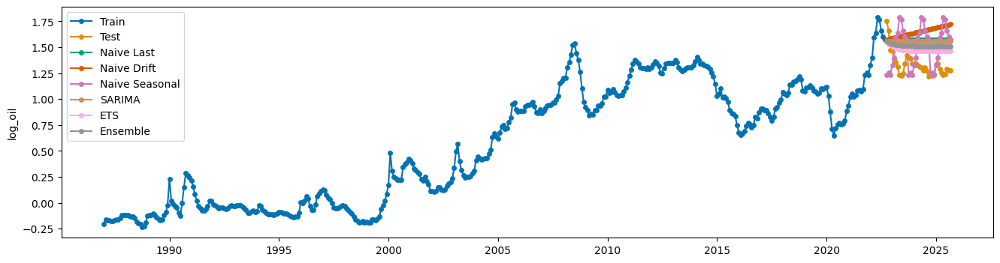 1.75
1.50
1.25
1.00
0.75
0.50
0.25
0.00
−0.25
log_oil
Train
Test
Naive Last
Naive Drift
Naive Seasonal
SARIMA
ETS
Ensemble
1990
1995
2000
2005
2010
2015
2020
2025